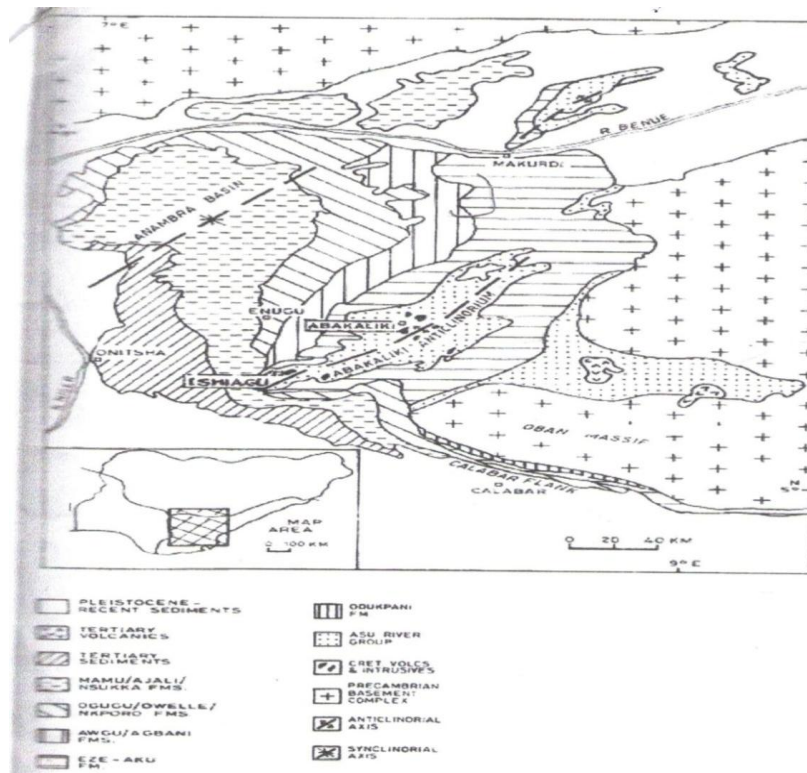 7° E
R. BENUE
MAKURDI
ANAMBRA BASIN
ENUGU
ABAKALIKI
ABAKALIKI ANTICLINORIUM
ONITSHA
ISHIAGU
OBAN MASSIF
CALABAR FLANK
CALABAR
N
5°
MAP
AREA
0 100 KM
0 20 40 KM
9° E
PLEISTOCENE -
RECENT SEDIMENTS
TERTIARY
VOLCANICS
TERTIARY
SEDIMENTS
MAMU/AJALI/
NSUKKA FMS.
OGUGU/OWELLE/
NKPORO FMS
AWGU/AGBANI
FMS.
EZE - AKU
FM.
ODUKPANI
FM
ASU RIVER
GROUP
CRET. VOLCS
& INTRUSIVES
PRECAMBRIAN
BASEMENT
COMPLEX
ANTICLINORIAL
AXIS
SYNCLINORIAL
AXIS